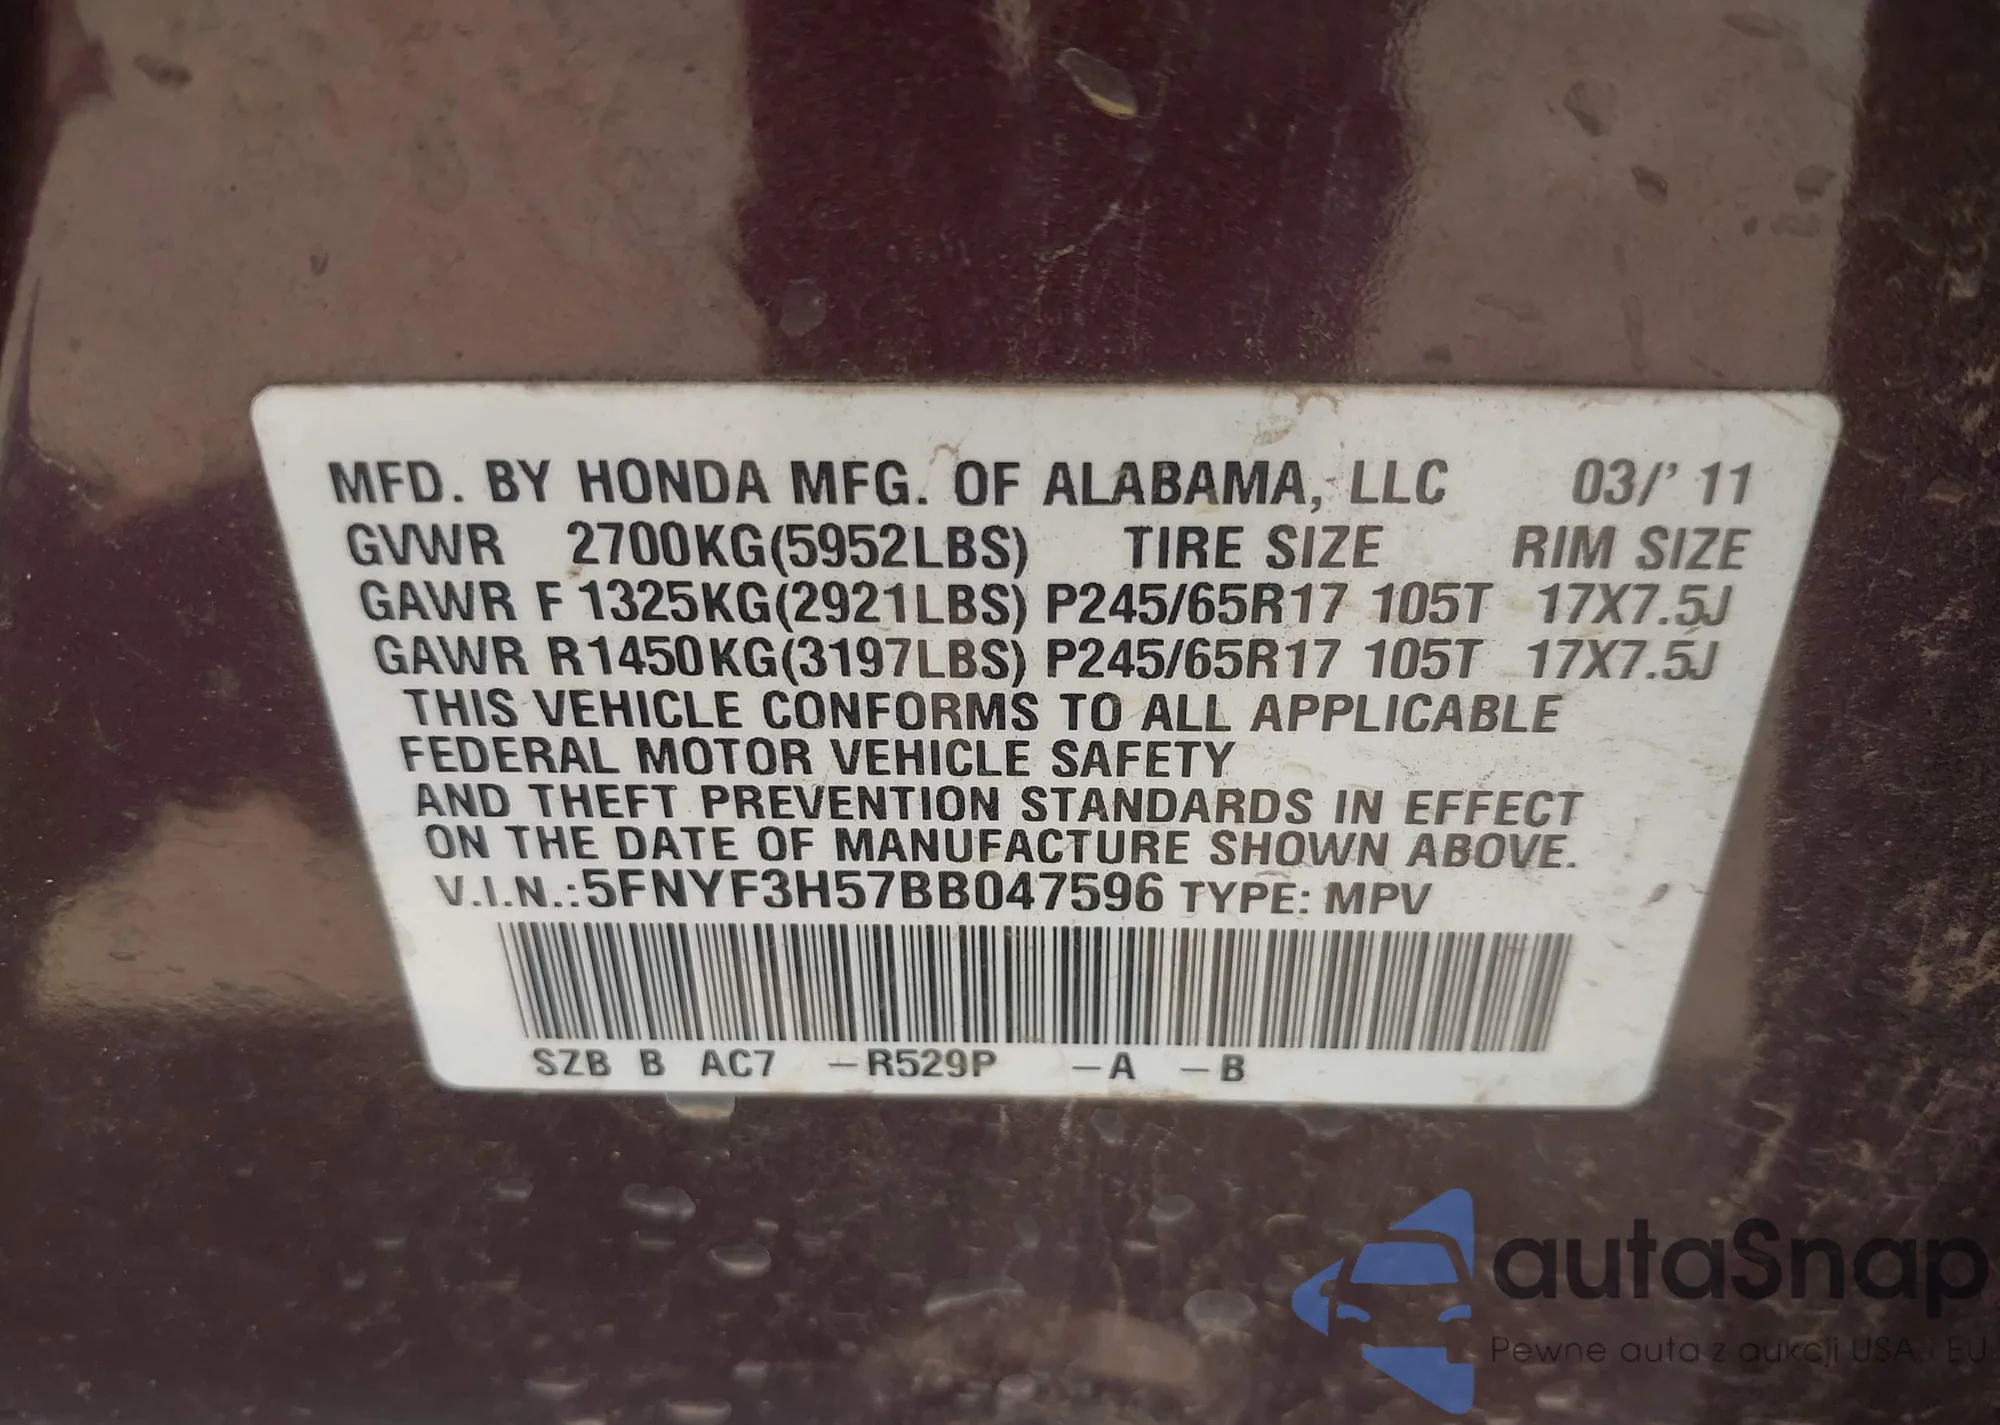 MFD. BY HONDA MFG. OF ALABAMA, LLC 03/'11
GVWR 2700KG(5952LBS) TIRE SIZE RIM SIZE
GAWR F 1325KG(2921LBS) P245/65R17 105T 17X7.5J
GAWR R1450KG(3197LBS) P245/65R17 105T 17X7.5J
THIS VEHICLE CONFORMS TO ALL APPLICABLE
FEDERAL MOTOR VEHICLE SAFETY
AND THEFT PREVENTION STANDARDS IN EFFECT
ON THE DATE OF MANUFACTURE SHOWN ABOVE.
V.I.N.:5FNYF3H57BB047596 TYPE: MPV
SZB B AC7 –R529P –A –B
autaSnap
Pewne auta z aukcji USA i EU